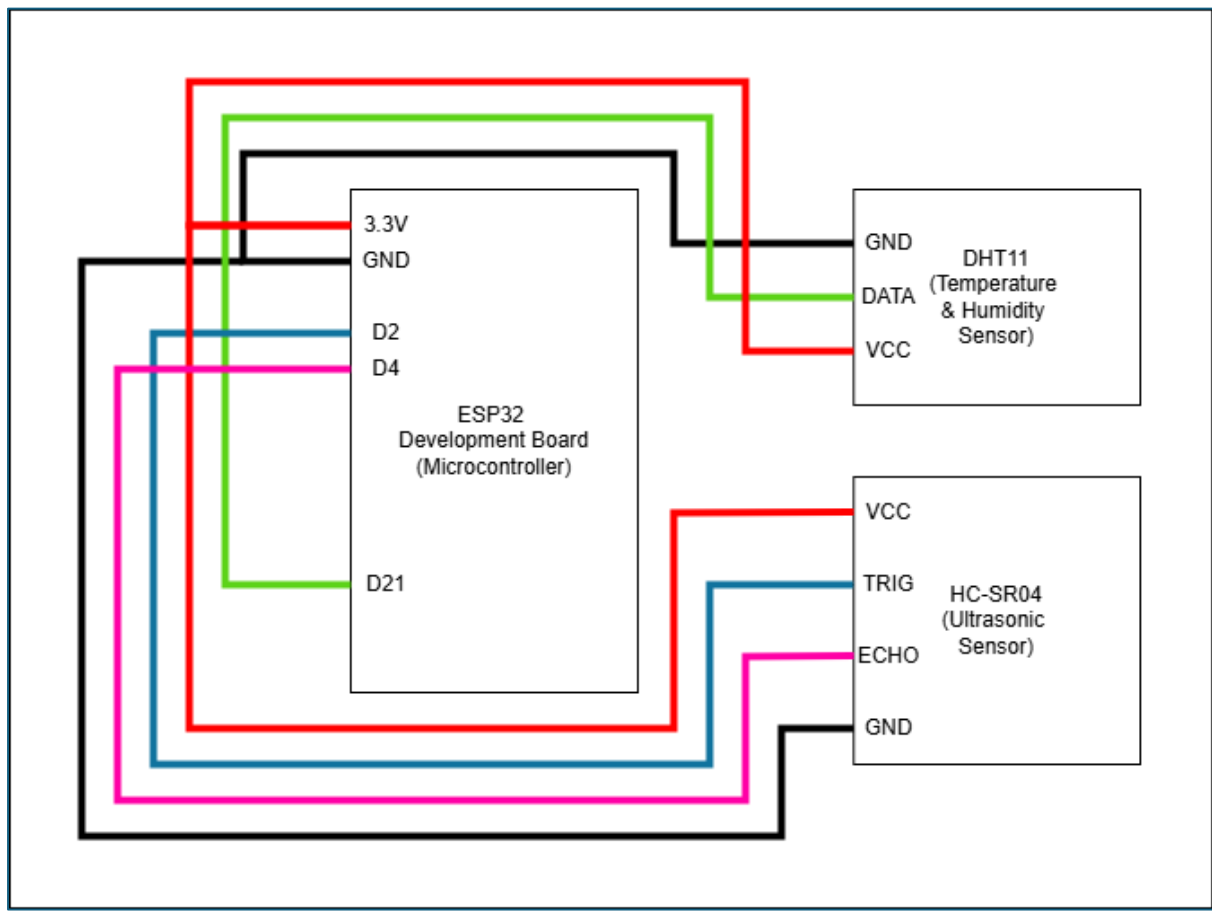 3.3V
GND
D2
D4
ESP32
Development Board
(Microcontroller)
D21
GND
DATA
VCC
DHT11
(Temperature
& Humidity
Sensor)
VCC
TRIG
ECHO
GND
HC-SR04
(Ultrasonic
Sensor)